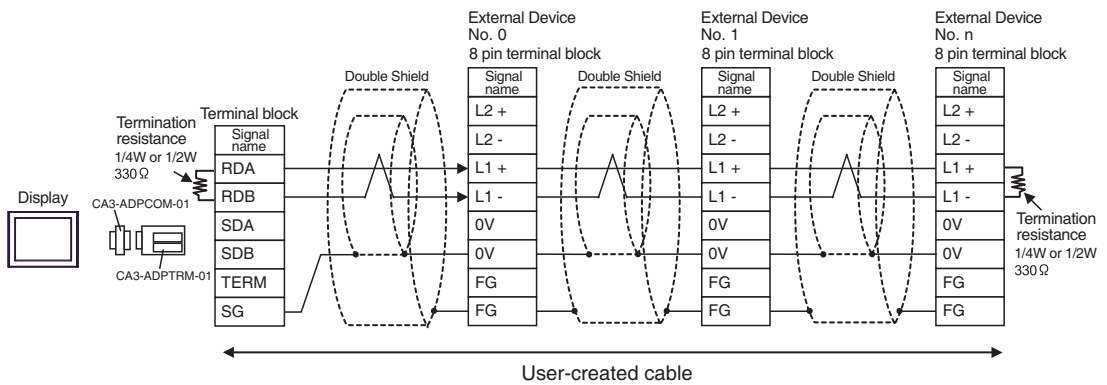 External Device
No. 0
8 pin terminal block
External Device
No. 1
8 pin terminal block
External Device
No. n
8 pin terminal block
Double Shield
Double Shield
Double Shield
Display
CA3-ADPCOM-01
CA3-ADPTRM-01
Termination
resistance
1/4W or 1/2W
330Ω
Terminal block
Signal
name
RDA
RDB
SDA
SDB
TERM
SG
Signal
name
L2 +
L2 -
L1 +
L1 -
0V
0V
FG
FG
Signal
name
L2 +
L2 -
L1 +
L1 -
0V
0V
FG
FG
Signal
name
L2 +
L2 -
L1 +
L1 -
0V
0V
FG
FG
Termination
resistance
1/4W or 1/2W
330Ω
User-created cable